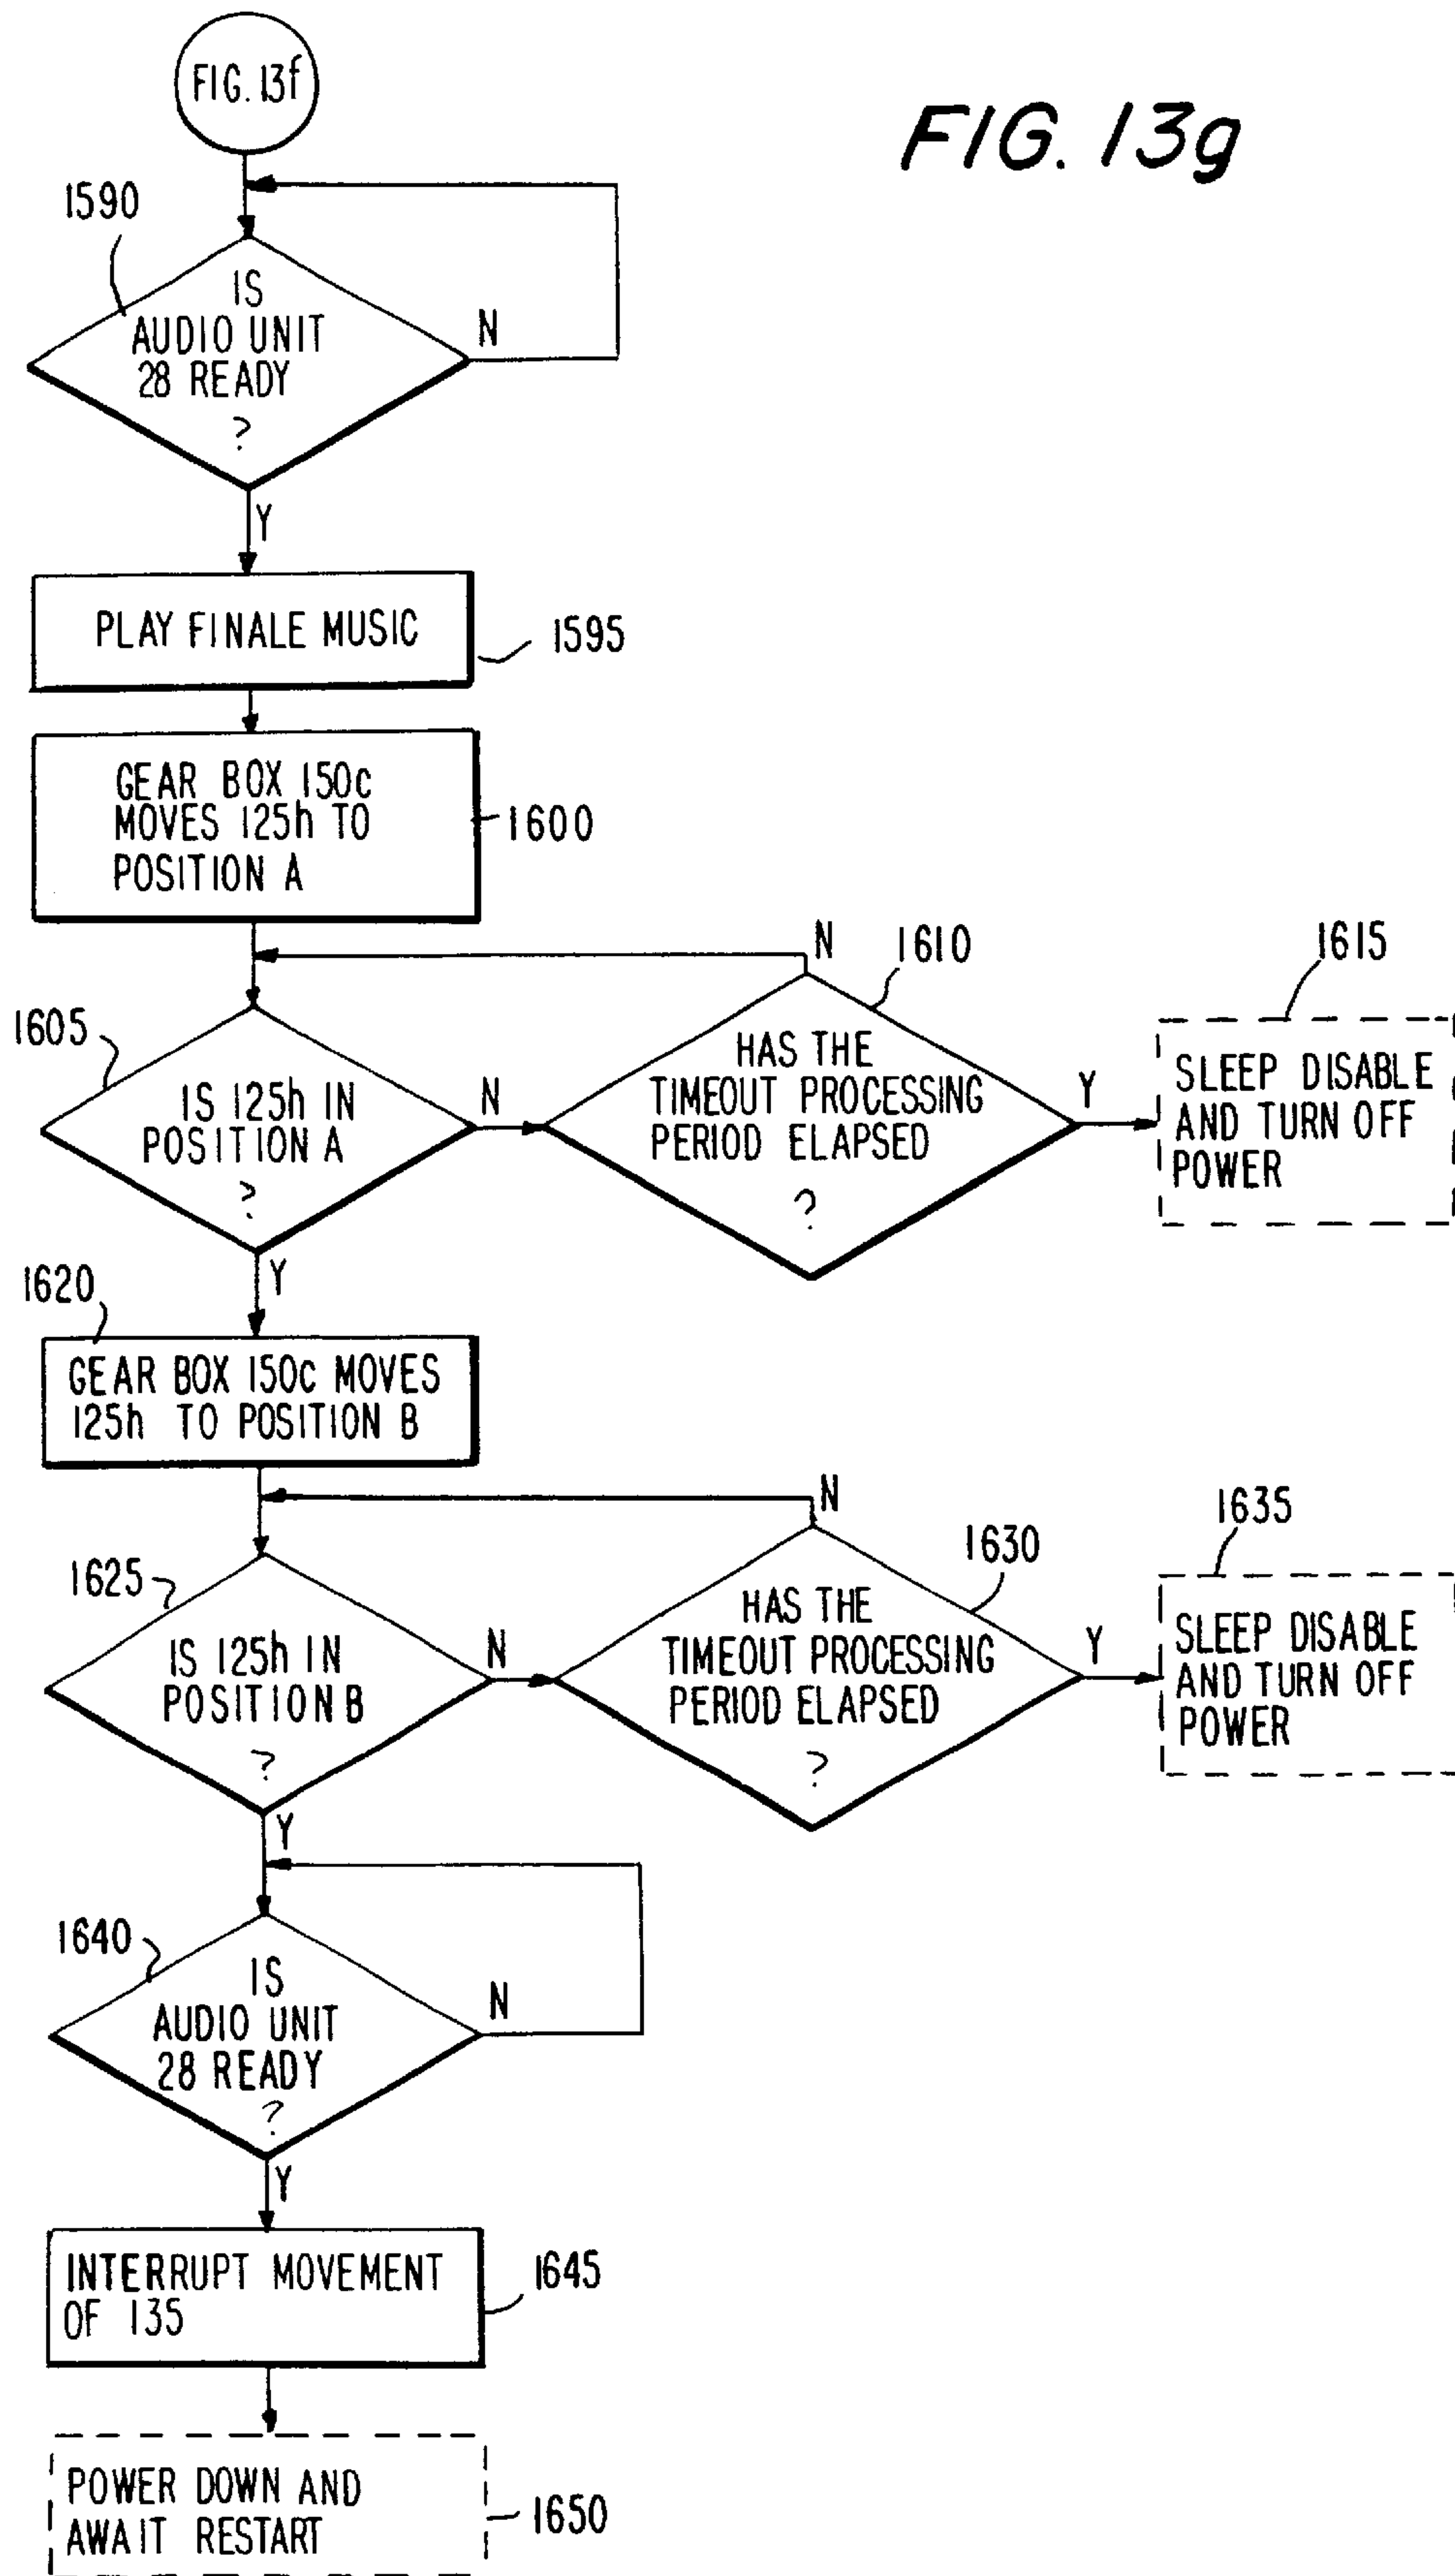 FIG. 13f
FIG. 13g
1590
IS
AUDIO UNIT
28 READY
?
N
Y
PLAY FINALE MUSIC
1595
GEAR BOX 150c
MOVES 125h TO
POSITION A
1600
1605
IS 125h IN
POSITION A
?
N
Y
N
1610
HAS THE
TIMEOUT PROCESSING
PERIOD ELAPSED
?
Y
1615
SLEEP DISABLE
AND TURN OFF
POWER
1620
GEAR BOX 150c MOVES
125h TO POSITION B
1625
IS 125h IN
POSITION B
?
N
Y
N
1630
HAS THE
TIMEOUT PROCESSING
PERIOD ELAPSED
?
Y
1635
SLEEP DISABLE
AND TURN OFF
POWER
1640
IS
AUDIO UNIT
28 READY
?
N
Y
INTERRUPT MOVEMENT
OF 135
1645
POWER DOWN AND
AWAIT RESTART
1650